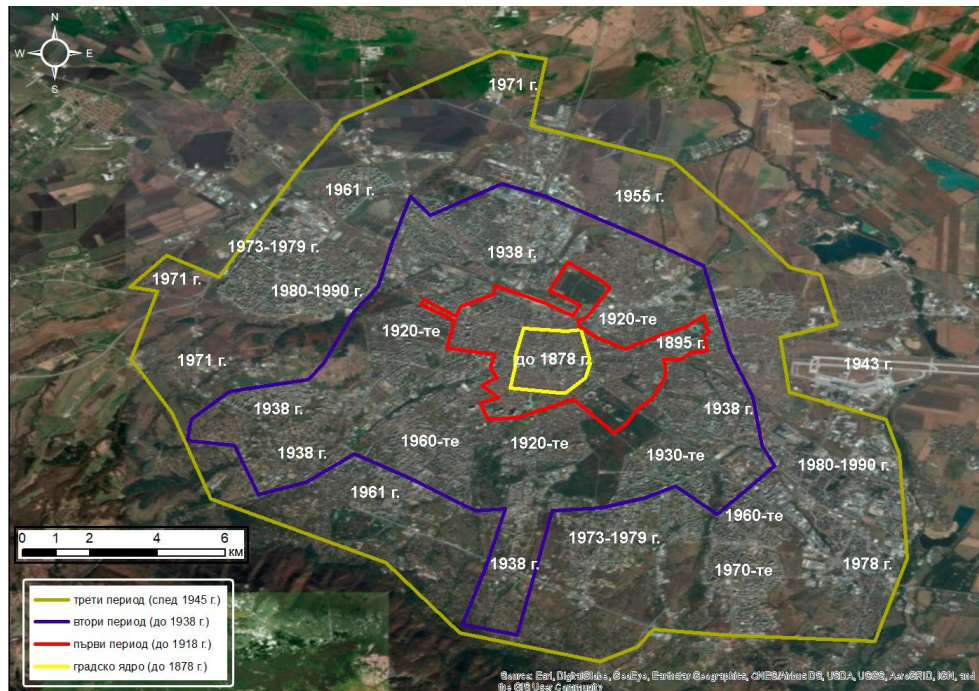 N
W E
S
1971 г.
1961 г.
1955 г.
1973-1979 г.
1938 г.
1971 г.
1980-1990 г.
1920-те
1920-те
1895 г.
до 1878 г.
1971 г.
1943 г.
1938 г.
1938 г.
1960-те
1920-те
1938 г.
1930-те
1980-1990 г.
1961 г.
1960-те
1973-1979 г.
1938 г.
1970-те
1978 г.
0 1 2 4 6
км
трети период (след 1945 г.)
втори период (до 1938 г.)
първи период (до 1918 г.)
градско ядро (до 1878 г.)
Source: Esri, DigitalGlobe, GeoEye, Earthstar Geographics, CNES/Airbus DS, USDA, USGS, AeroGRID, IGN, and
the GIS User Community